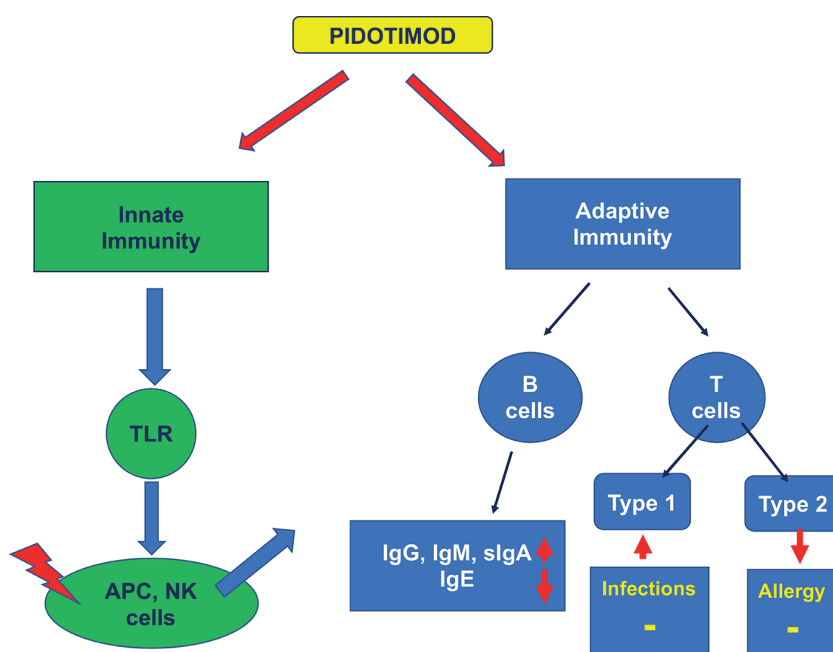 PIDOTIMOD
Innate
Immunity
Adaptive
Immunity
TLR
B
cells
T
cells
APC, NK
cells
IgG, IgM, sIgA
IgE
Type 1
Type 2
Infections
-
Allergy
-